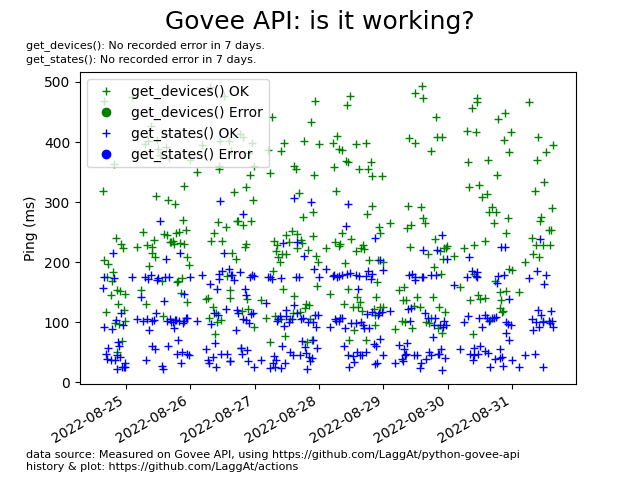 Govee API: is it working?
get_devices(): No recorded error in 7 days.
get_states(): No recorded error in 7 days.
get_devices() OK
get_devices() Error
get_states() OK
get_states() Error
Ping (ms)
500
400
300
200
100
0
2022-08-25
2022-08-26
2022-08-27
2022-08-28
2022-08-29
2022-08-30
2022-08-31
data source: Measured on Govee API, using https://github.com/LaggAt/python-govee-api
history & plot: https://github.com/LaggAt/actions